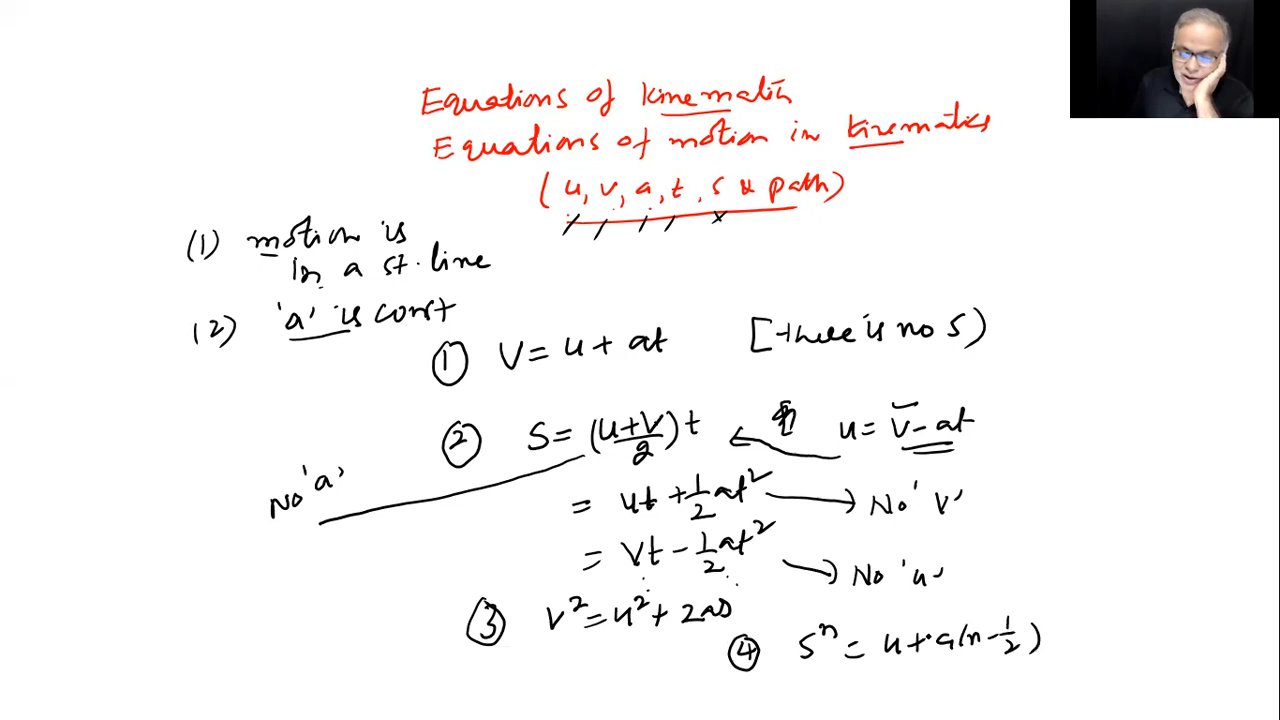 Equations of kinematics
Equations of motion in kinematics
(u, v, a, t, s & path)
(1) motion is
in a st. line
(2) 'a' is const
① V = u + at [there is no S)
② S = (u+V/2) t u = v - at
No 'a'
= ut + 1/2 at² → No 'V'
= Vt - 1/2 at² → No 'u'
③ V² = u² + 2as
④ Sⁿ = u + a(n - 1/2)